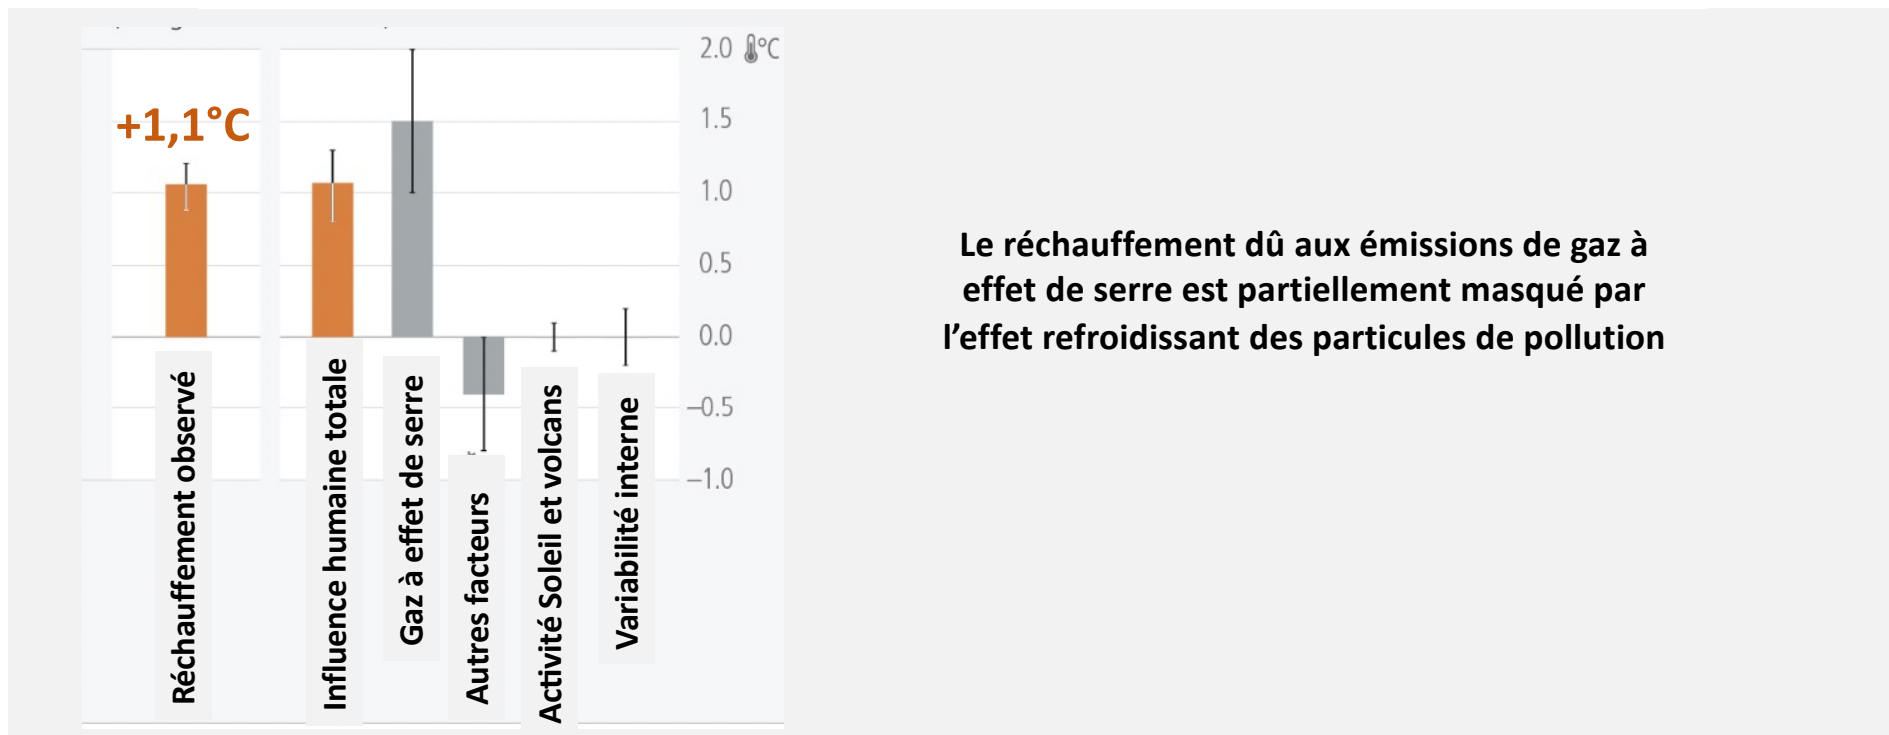 2.0 °C
+1,1°C
1.5
1.0
0.5
0.0
–0.5
–1.0
Réchauffement observé
Influence humaine totale
Gaz à effet de serre
Autres facteurs
Activité Soleil et volcans
Variabilité interne
Le réchauffement dû aux émissions de gaz à
effet de serre est partiellement masqué par
l’effet refroidissant des particules de pollution